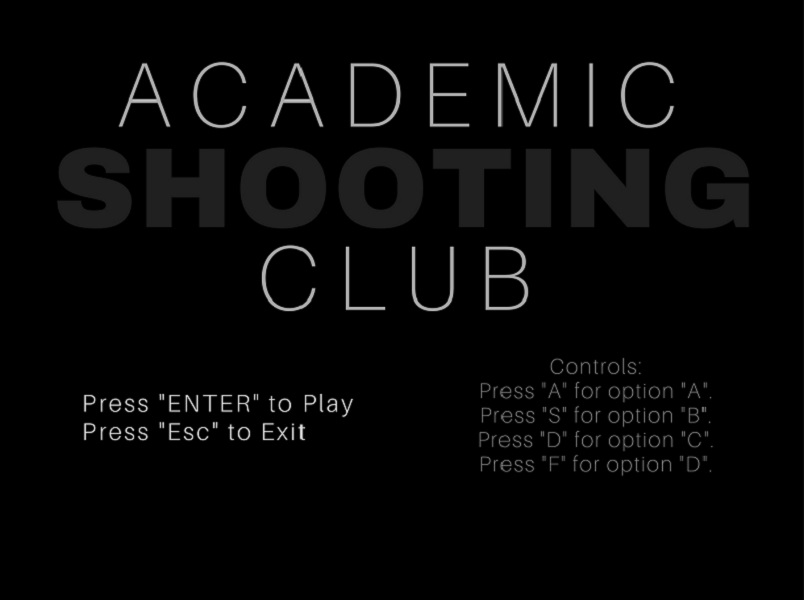 ACADEMIC
SHOOTING
CLUB
Press "ENTER" to Play
Press "Esc" to Exit
Controls:
Press "A" for option "A".
Press "S" for option "B".
Press "D" for option "C".
Press "F" for option "D".